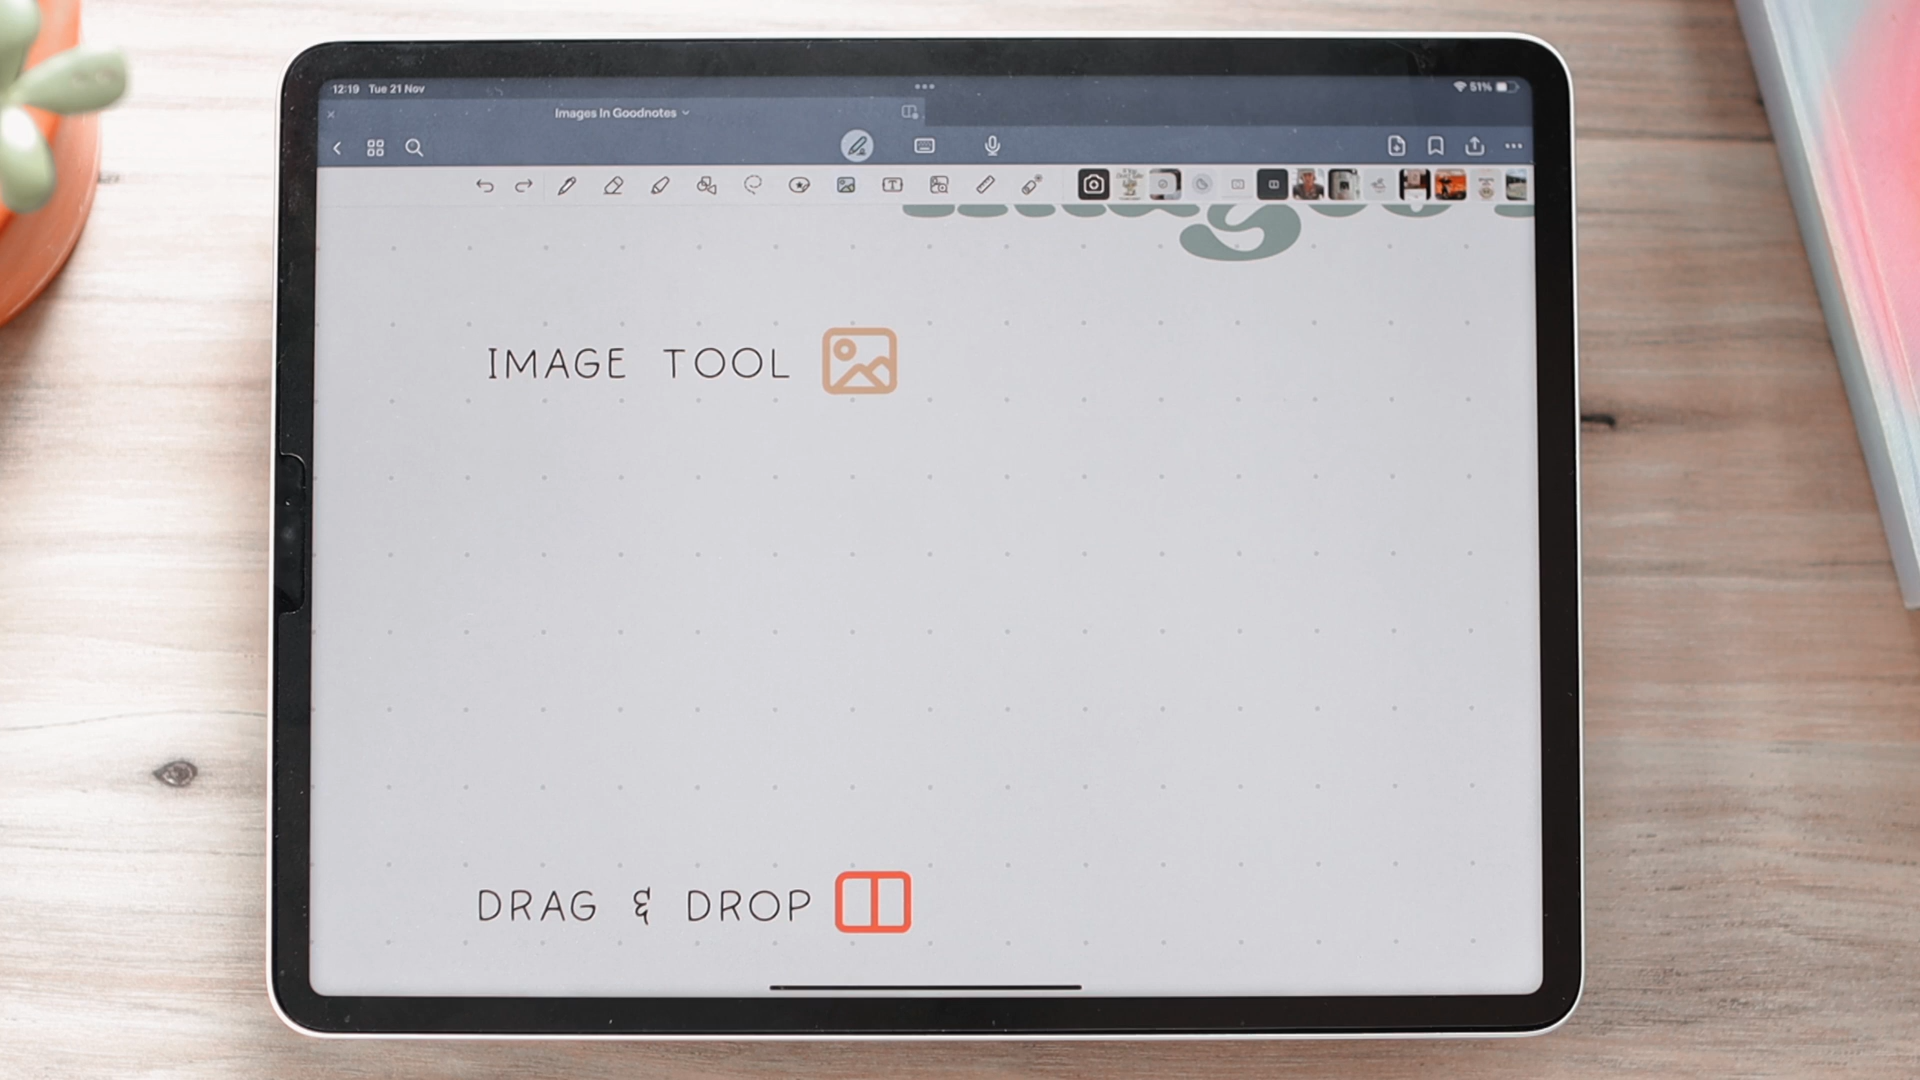 12:19 Tue 21 Nov
51%
Images In Goodnotes
IMAGE TOOL
DRAG & DROP